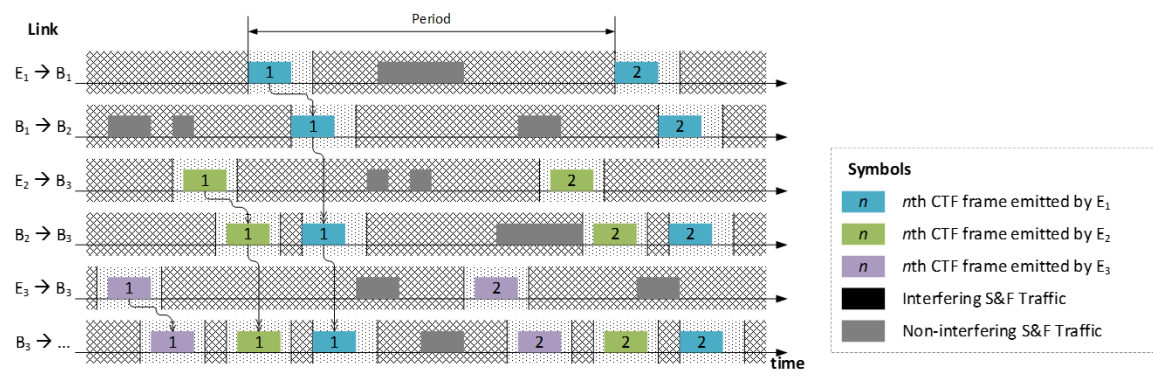 Period
Link
E1 → B1
1
2
B1 → B2
1
2
E2 → B3
1
2
B2 → B3
1
1
2
2
E3 → B3
1
2
B3 → ...
1
1
1
2
2
2
time
Symbols
n nth CTF frame emitted by E1
n nth CTF frame emitted by E2
n nth CTF frame emitted by E3
Interfering S&F Traffic
Non-interfering S&F Traffic